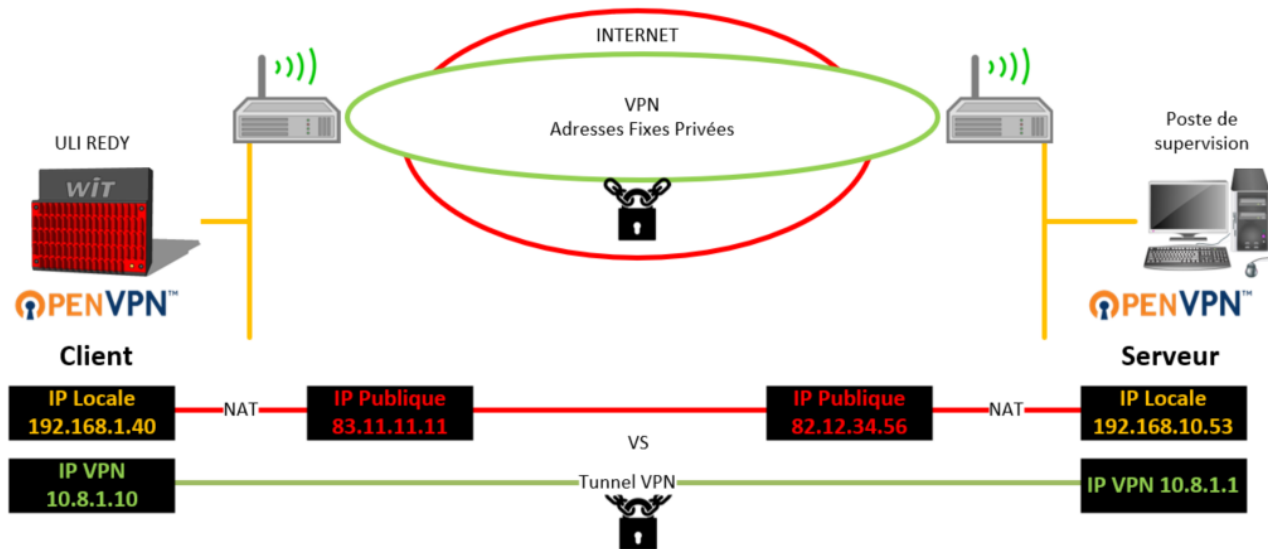 INTERNET
VPN
Adresses Fixes Privées
ULI REDY
WiT
Poste de
supervision
OPENVPN™
OPENVPN™
Client
Serveur
IP Locale
192.168.1.40
NAT
IP Publique
83.11.11.11
IP Publique
82.12.34.56
NAT
IP Locale
192.168.10.53
VS
IP VPN
10.8.1.10
Tunnel VPN
IP VPN 10.8.1.1